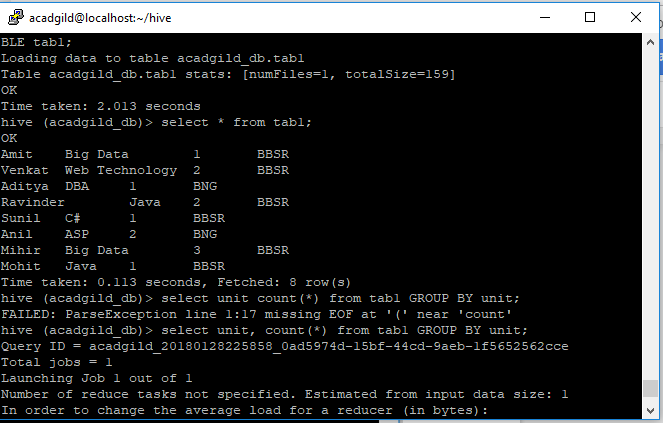 acadgild@localhost:~/hive
BLE tab1;
Loading data to table acadgild_db.tab1
Table acadgild_db.tab1 stats: [numFiles=1, totalSize=159]
OK
Time taken: 2.013 seconds
hive (acadgild_db)> select * from tab1;
OK
Amit    Big Data        1       BBSR
Venkat  Web Technology  2       BBSR
Aditya  DBA     1       BNG
Ravinder        Java    2       BBSR
Sunil   C#      1       BBSR
Anil    ASP     2       BNG
Mihir   Big Data        3       BBSR
Mohit   Java    1       BBSR
Time taken: 0.113 seconds, Fetched: 8 row(s)
hive (acadgild_db)> select unit count(*) from tab1 GROUP BY unit;
FAILED: ParseException line 1:17 missing EOF at '(' near 'count'
hive (acadgild_db)> select unit, count(*) from tab1 GROUP BY unit;
Query ID = acadgild_20180128225858_0ad5974d-15bf-44cd-9aeb-1f5652562cce
Total jobs = 1
Launching Job 1 out of 1
Number of reduce tasks not specified. Estimated from input data size: 1
In order to change the average load for a reducer (in bytes):